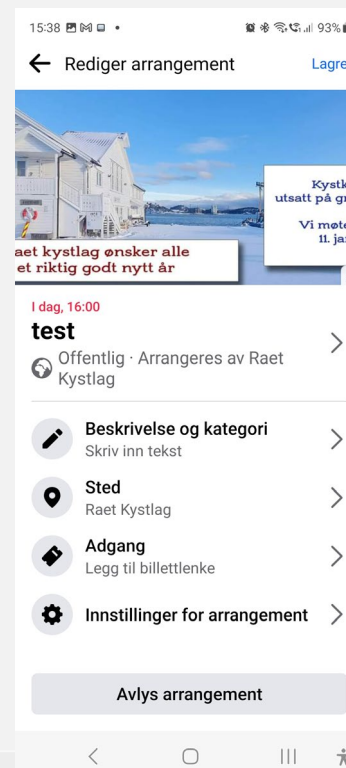 15:38
93%
Rediger arrangement
Lagre
aet kystlag ønsker alle
et riktig godt nytt år
utsatt på
Vi møte
11.
I dag, 16:00
test
Offentlig · Arrangeres av Raet
Kystlag
Beskrivelse og kategori
Skriv inn tekst
Sted
Raet Kystlag
Adgang
Legg til billettlenke
Innstillinger for arrangement
Avlys arrangement